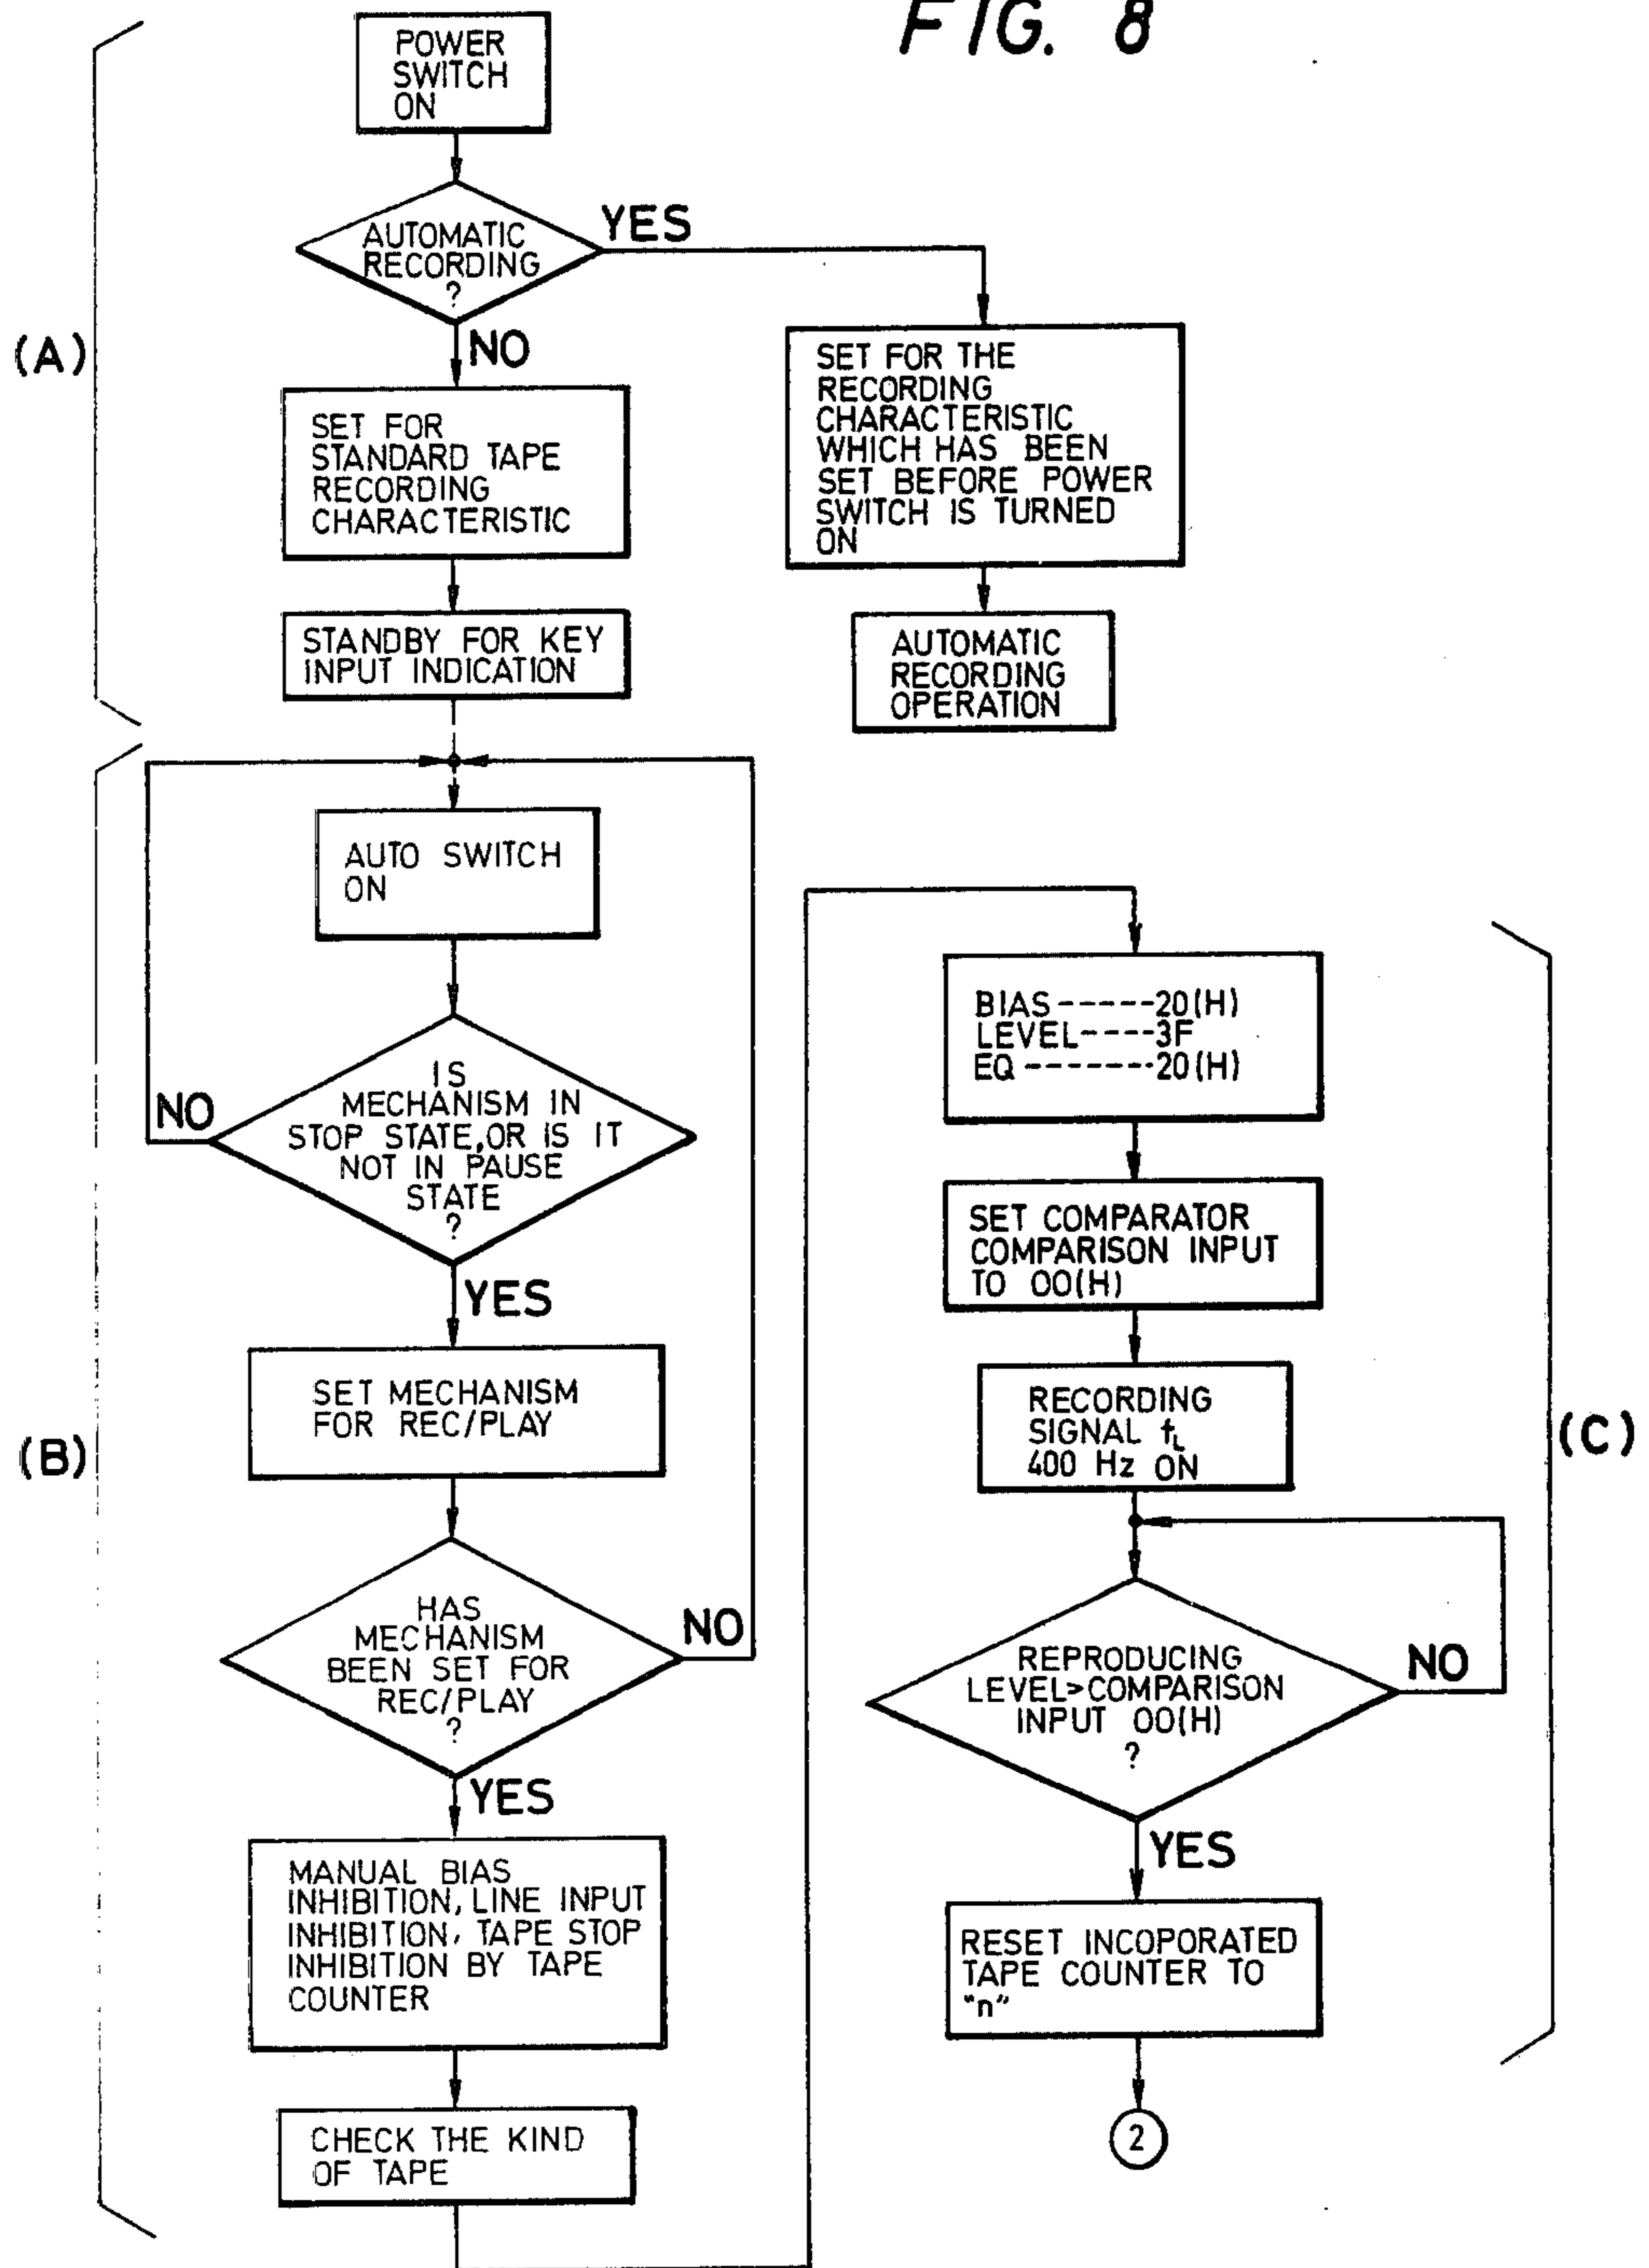 FIG. 8
POWER
SWITCH
ON
AUTOMATIC
RECORDING
?
YES
NO
(A)
SET FOR
STANDARD TAPE
RECORDING
CHARACTERISTIC
SET FOR THE
RECORDING
CHARACTERISTIC
WHICH HAS BEEN
SET BEFORE POWER
SWITCH IS TURNED
ON
STANDBY FOR KEY
INPUT INDICATION
AUTOMATIC
RECORDING
OPERATION
AUTO SWITCH
ON
IS
MECHANISM IN
STOP STATE,OR IS IT
NOT IN PAUSE
STATE
?
NO
YES
SET MECHANISM
FOR REC/PLAY
(B)
HAS
MECHANISM
BEEN SET FOR
REC/PLAY
?
NO
YES
MANUAL BIAS
INHIBITION, LINE INPUT
INHIBITION, TAPE STOP
INHIBITION BY TAPE
COUNTER
CHECK THE KIND
OF TAPE
BIAS-----20(H)
LEVEL----3F
EQ-------20(H)
SET COMPARATOR
COMPARISON INPUT
TO 00(H)
RECORDING
SIGNAL fL
400 Hz ON
(C)
REPRODUCING
LEVEL>COMPARISON
INPUT 00(H)
?
NO
YES
RESET INCOPORATED
TAPE COUNTER TO
"n"
2